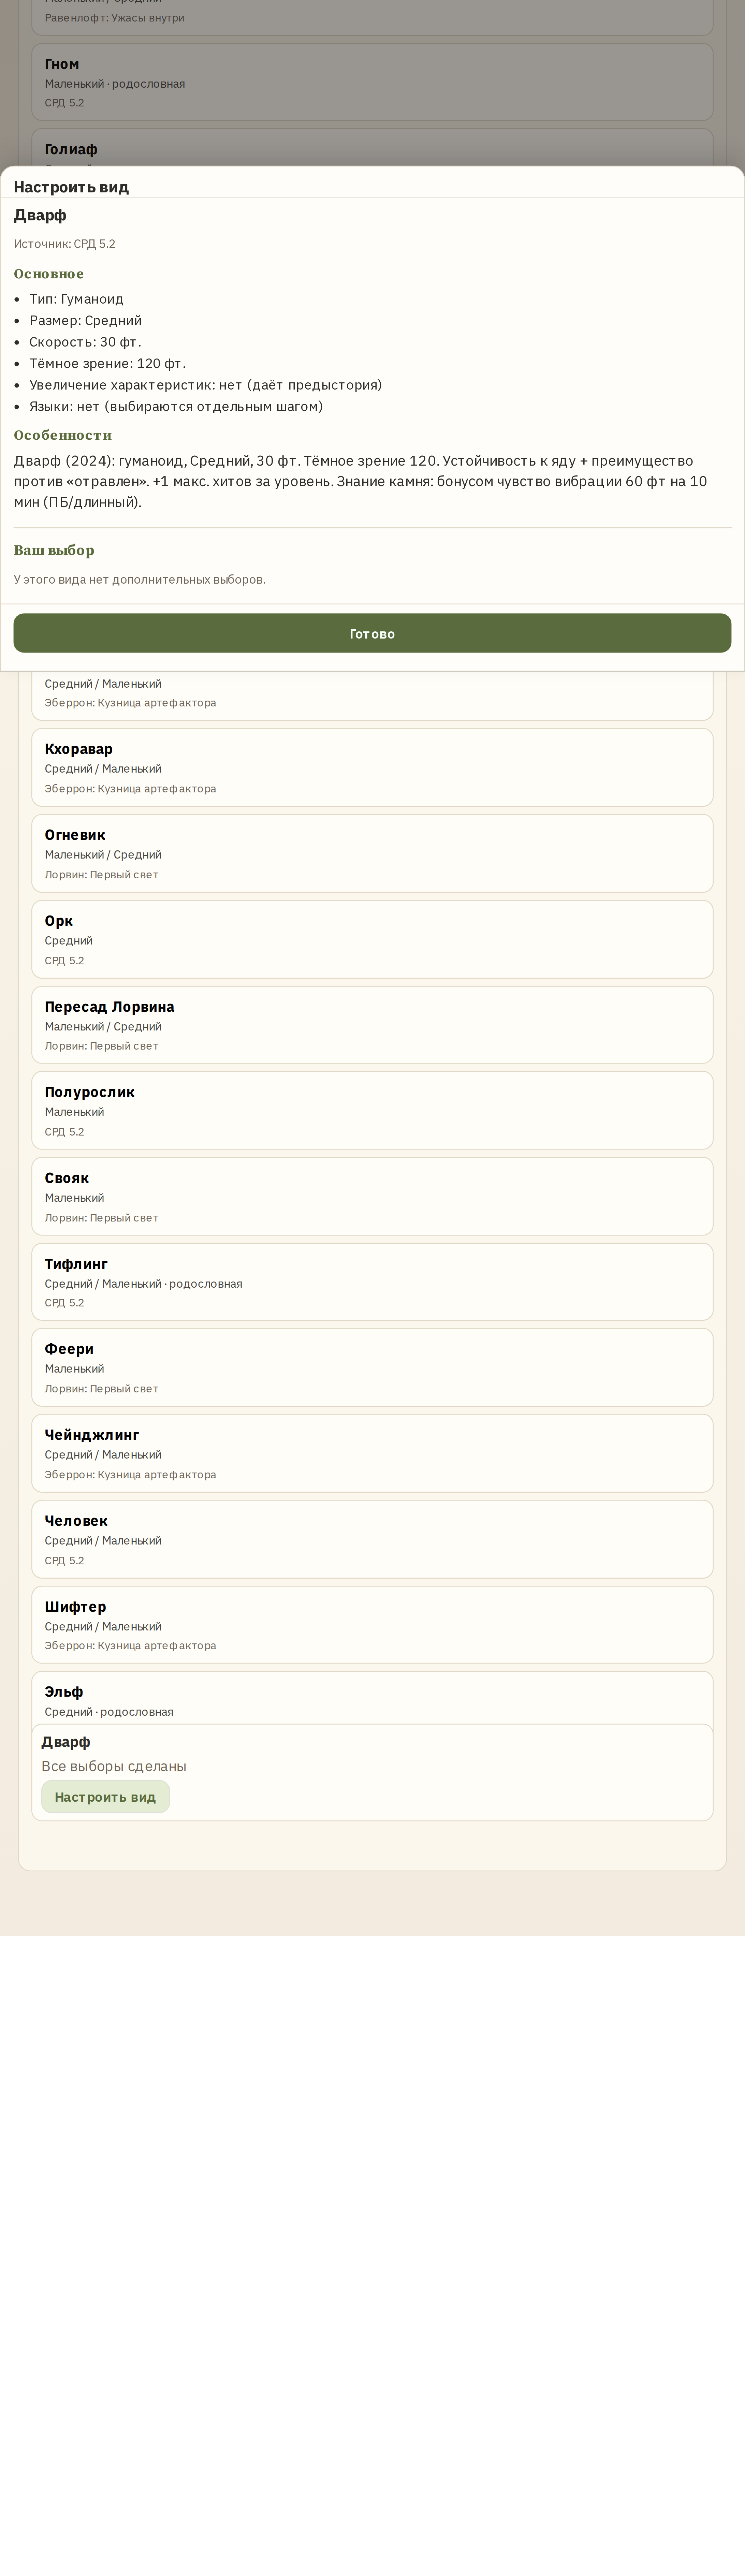 Равенлофт: Ужасы внутри
Гном
Маленький · родословная
СРД 5.2
Голиаф
Настроить вид
Дварф
Источник: СРД 5.2
Основное
• Тип: Гуманоид
• Размер: Средний
• Скорость: 30 фт.
• Тёмное зрение: 120 фт.
• Увеличение характеристик: нет (даёт предыстория)
• Языки: нет (выбираются отдельным шагом)
Особенности
Дварф (2024): гуманоид, Средний, 30 фт. Тёмное зрение 120. Устойчивость к яду + преимущество
против «отравлен». +1 макс. хитов за уровень. Знание камня: бонусом чувство вибрации 60 фт на 10
мин (ПБ/длинный).
Ваш выбор
У этого вида нет дополнительных выборов.
Готово
Средний / Маленький
Эберрон: Кузница артефактора
Кхоравар
Средний / Маленький
Эберрон: Кузница артефактора
Огневик
Маленький / Средний
Лорвин: Первый свет
Орк
Средний
СРД 5.2
Пересад Лорвина
Маленький / Средний
Лорвин: Первый свет
Полурослик
Маленький
СРД 5.2
Свояк
Маленький
Лорвин: Первый свет
Тифлинг
Средний / Маленький · родословная
СРД 5.2
Феери
Маленький
Лорвин: Первый свет
Чейнджлинг
Средний / Маленький
Эберрон: Кузница артефактора
Человек
Средний / Маленький
СРД 5.2
Шифтер
Средний / Маленький
Эберрон: Кузница артефактора
Эльф
Средний · родословная
Дварф
Все выборы сделаны
Настроить вид